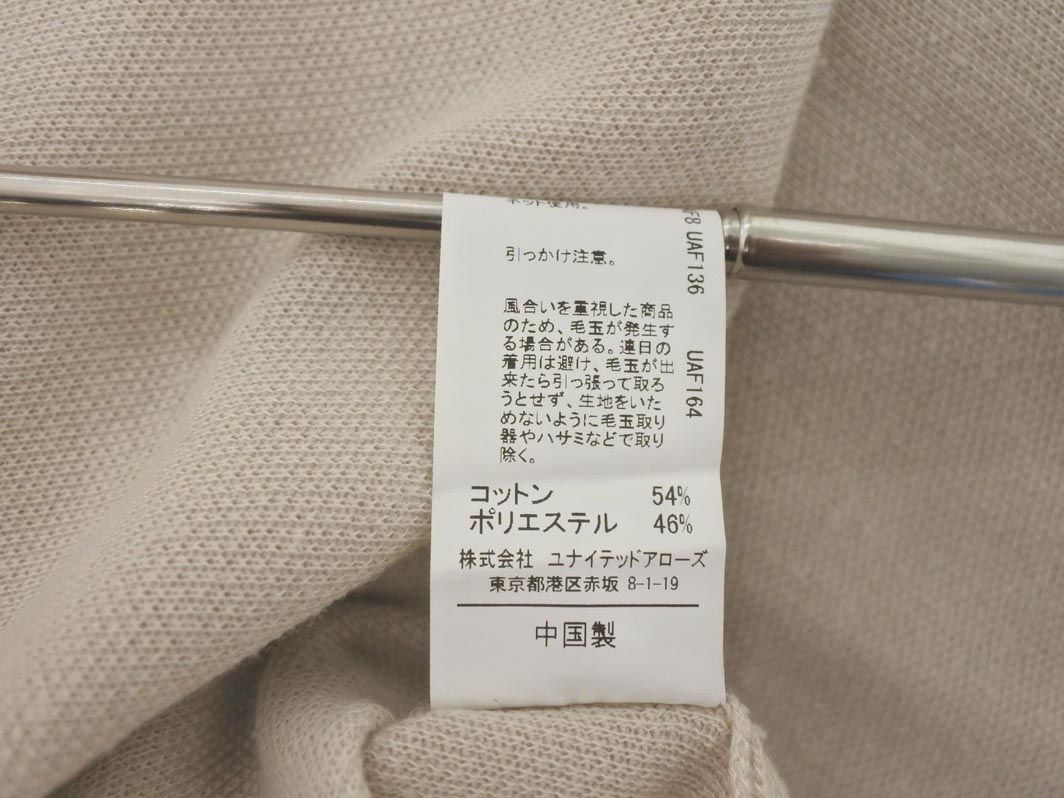 ネット使用。
引っかけ注意。
風合いを重視した商品
のため、毛玉が発生す
る場合がある。連日の
着用は避け、毛玉が出
来たら引っ張って取ろ
うとせず、生地をいた
めないように毛玉取り
器やハサミなどで取り
除く。
コットン 54%
ポリエステル 46%
株式会社 ユナイテッドアローズ
東京都港区赤坂 8-1-19
中国製
UAF136
UAF164